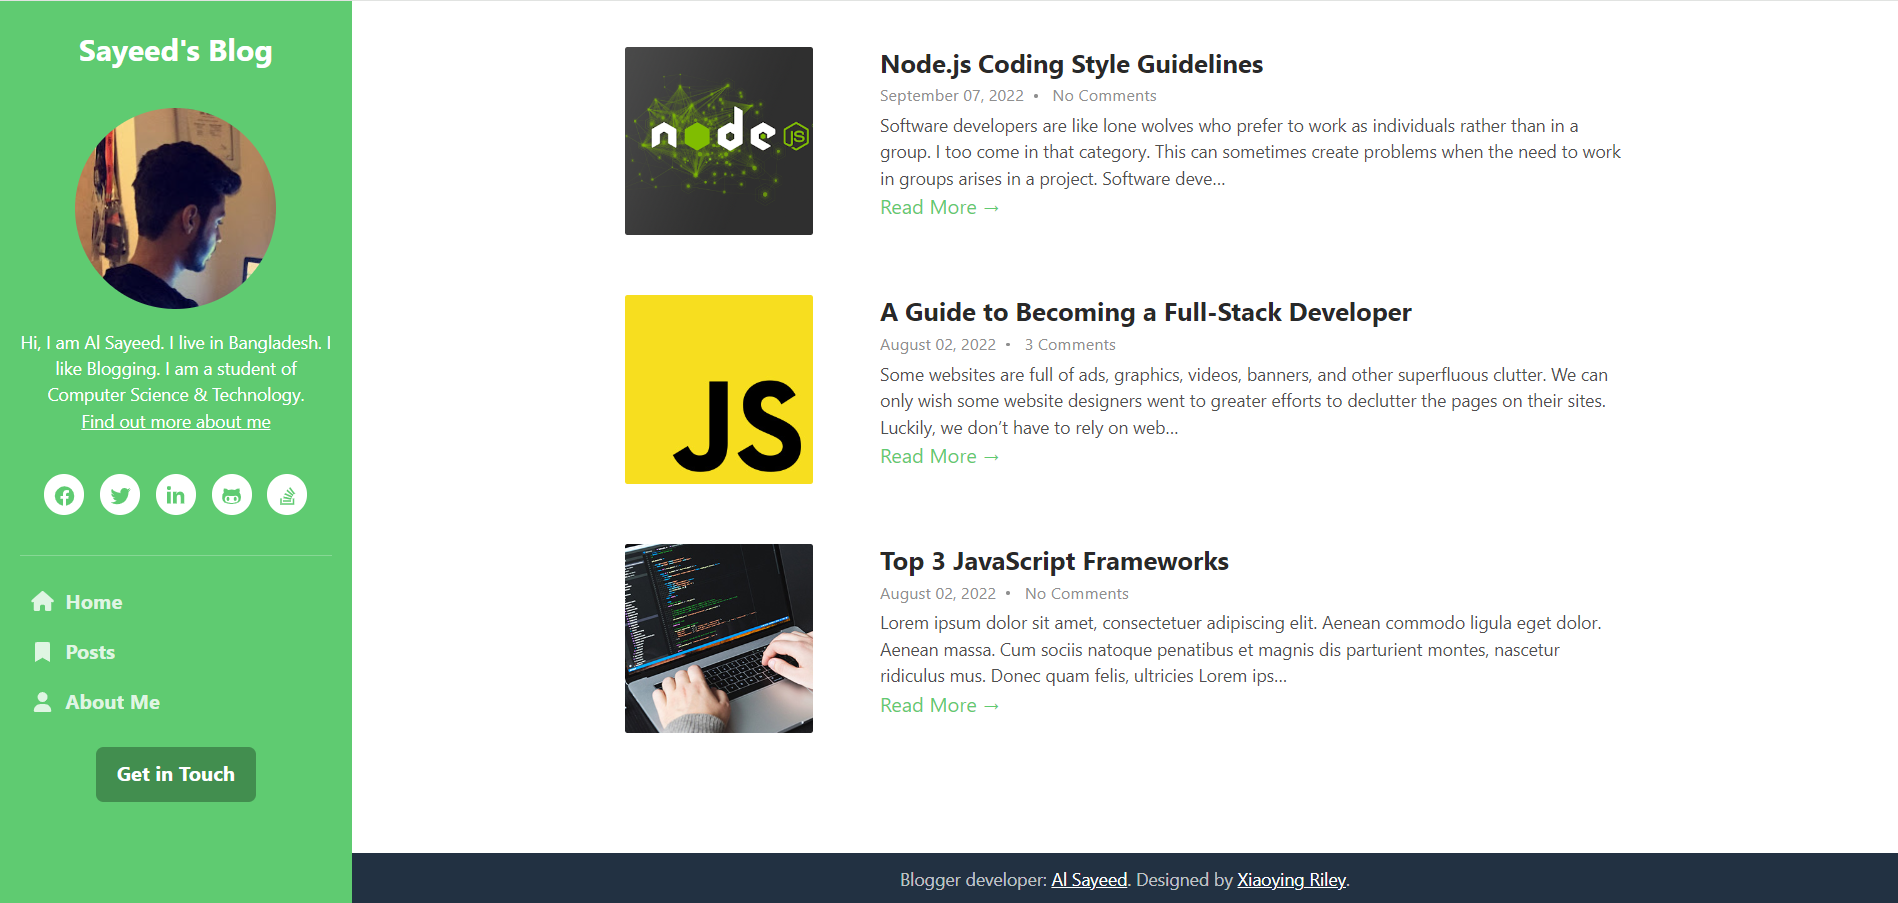 Sayeed's Blog
Hi, I am Al Sayeed. I live in Bangladesh. I
like Blogging. I am a student of
Computer Science & Technology.
Find out more about me
Home
Posts
About Me
Get in Touch
node JS
Node.js Coding Style Guidelines
September 07, 2022 • No Comments
Software developers are like lone wolves who prefer to work as individuals rather than in a
group. I too come in that category. This can sometimes create problems when the need to work
in groups arises in a project. Software deve...
Read More →
JS
A Guide to Becoming a Full-Stack Developer
August 02, 2022 • 3 Comments
Some websites are full of ads, graphics, videos, banners, and other superfluous clutter. We can
only wish some website designers went to greater efforts to declutter the pages on their sites.
Luckily, we don’t have to rely on web...
Read More →
Top 3 JavaScript Frameworks
August 02, 2022 • No Comments
Lorem ipsum dolor sit amet, consectetuer adipiscing elit. Aenean commodo ligula eget dolor.
Aenean massa. Cum sociis natoque penatibus et magnis dis parturient montes, nascetur
ridiculus mus. Donec quam felis, ultricies Lorem ips...
Read More →
Blogger developer: Al Sayeed. Designed by Xiaoying Riley.